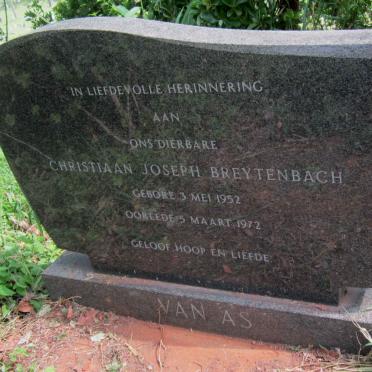 IN LIEFDEVOLLE HERINNERING
AAN
ONS DIERBARE
CHRISTIAAN JOSEPH BREYTENBACH
GEBORE 3 MEI 1952
OORLEDE 5 MAART 1972
GELOOF HOOP EN LIEFDE
VAN AS